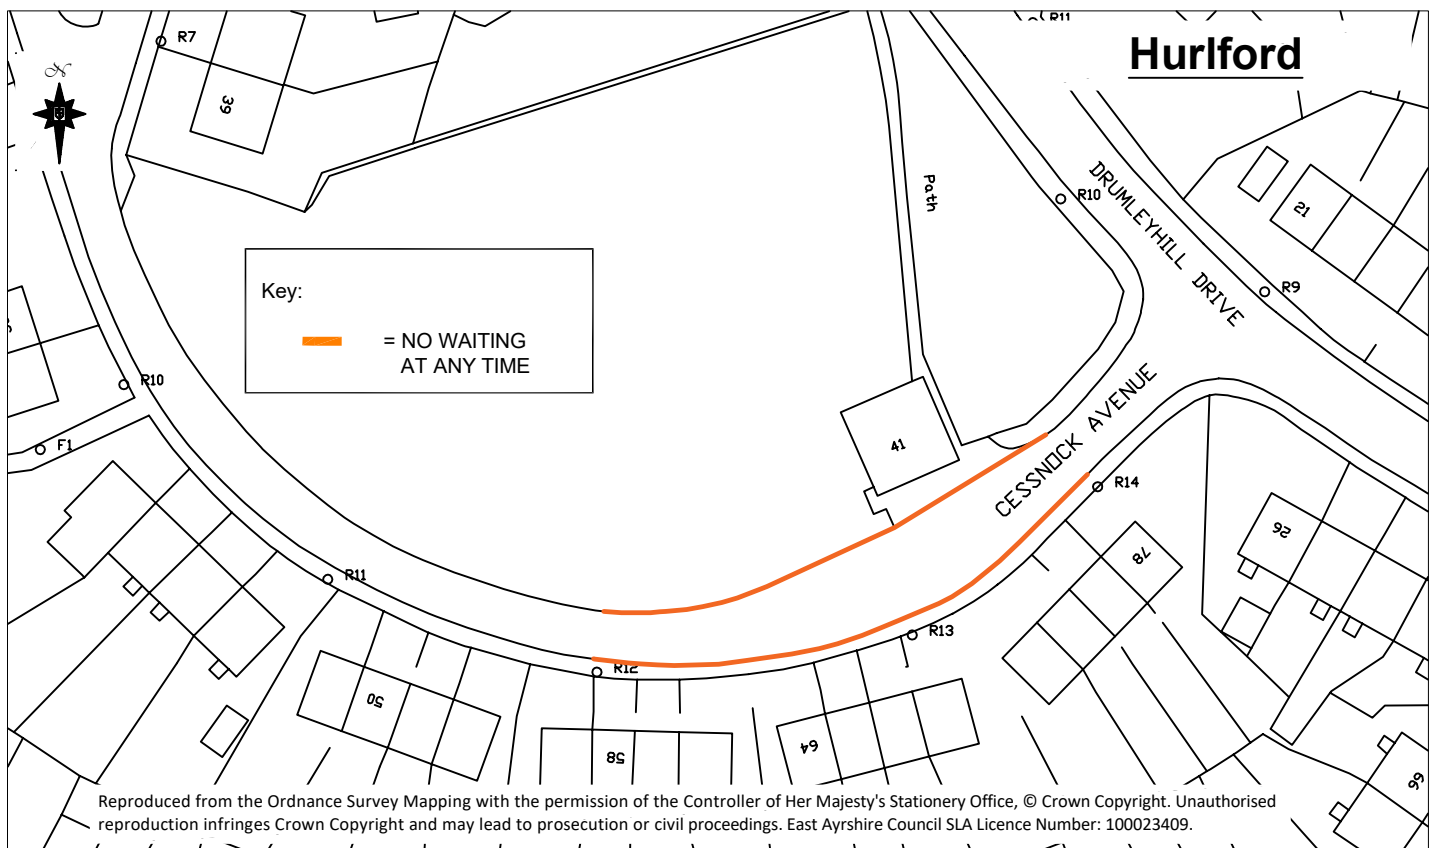 Hurlford
R7
R11
39
Path
R10
DRUMLEYHILL DRIVE
21
R9
Key:
= NO WAITING
AT ANY TIME
R10
F1
41
CESSNOCK AVENUE
R14
26
78
R11
R13
R12
50
58
64
66
Reproduced from the Ordnance Survey Mapping with the permission of the Controller of Her Majesty's Stationery Office, © Crown Copyright. Unauthorised
reproduction infringes Crown Copyright and may lead to prosecution or civil proceedings. East Ayrshire Council SLA Licence Number: 100023409.